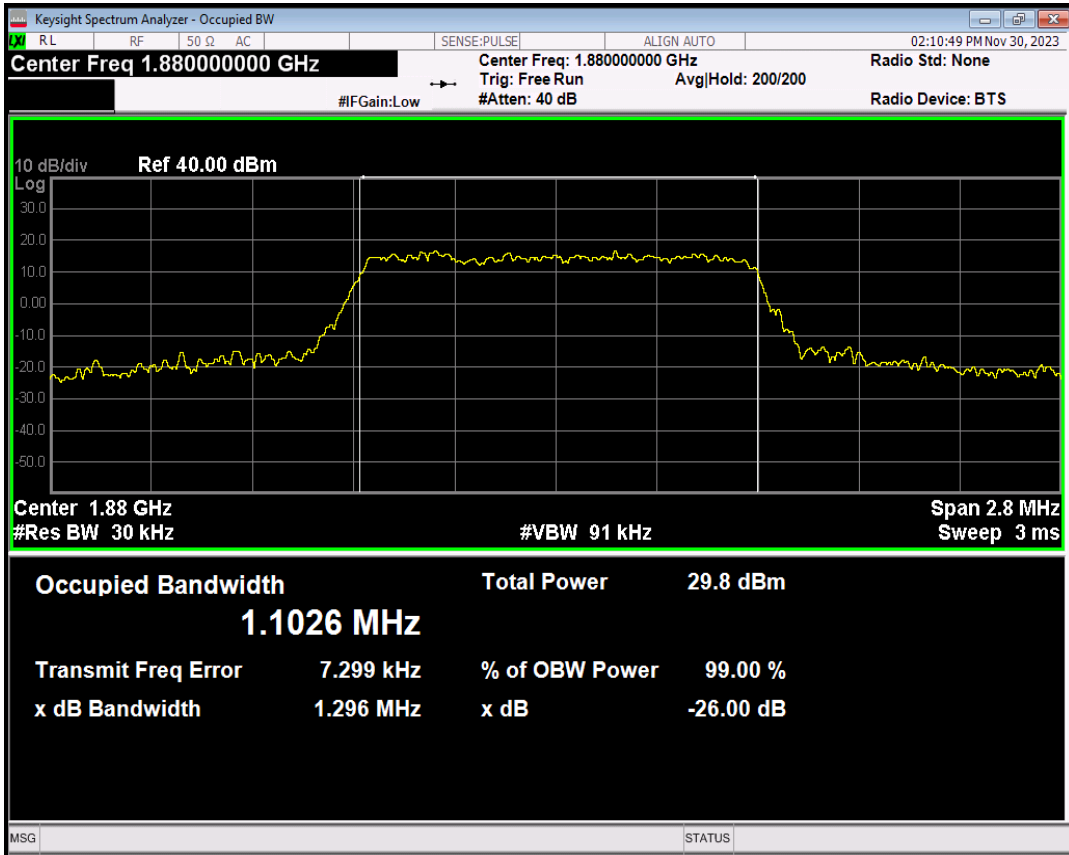 Keysight Spectrum Analyzer - Occupied BW
LXI RL RF 50 Ω AC SENSE:PULSE ALIGN AUTO 02:10:49 PM Nov 30, 2023
Center Freq 1.880000000 GHz
Center Freq: 1.880000000 GHz
Radio Std: None
Trig: Free Run Avg|Hold: 200/200
#IFGain:Low
#Atten: 40 dB
Radio Device: BTS
10 dB/div Ref 40.00 dBm
Log
30.0
20.0
10.0
0.00
-10.0
-20.0
-30.0
-40.0
-50.0
Center 1.88 GHz
Span 2.8 MHz
#Res BW 30 kHz
#VBW 91 kHz
Sweep 3 ms
Occupied Bandwidth
Total Power 29.8 dBm
1.1026 MHz
Transmit Freq Error 7.299 kHz
% of OBW Power 99.00 %
x dB Bandwidth 1.296 MHz
x dB -26.00 dB
MSG
STATUS